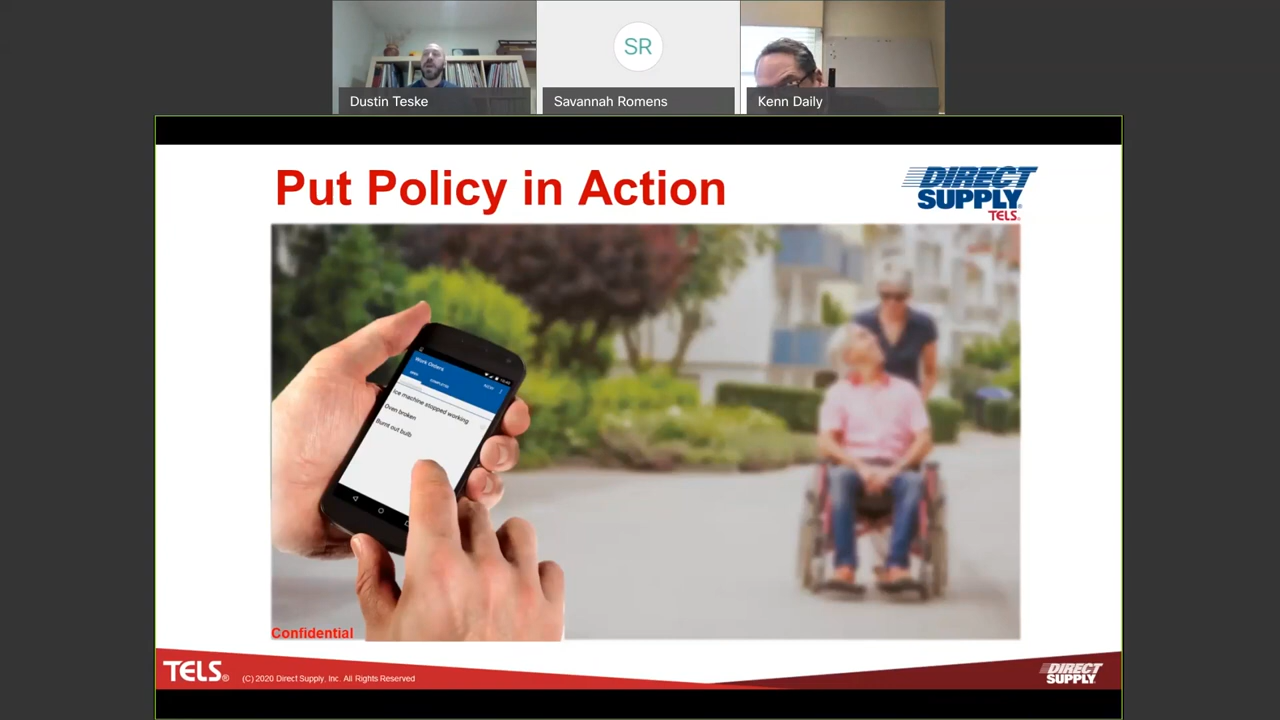 SR
Dustin Teske
Savannah Romens
Kenn Daily
Put Policy in Action
DIRECT
SUPPLY®
TELS®
Work Orders
COMPLETED
Ice machine stopped working
Oven broken
Burnt out bulb
Confidential
TELS®
(C) 2020 Direct Supply, Inc. All Rights Reserved
DIRECT
SUPPLY